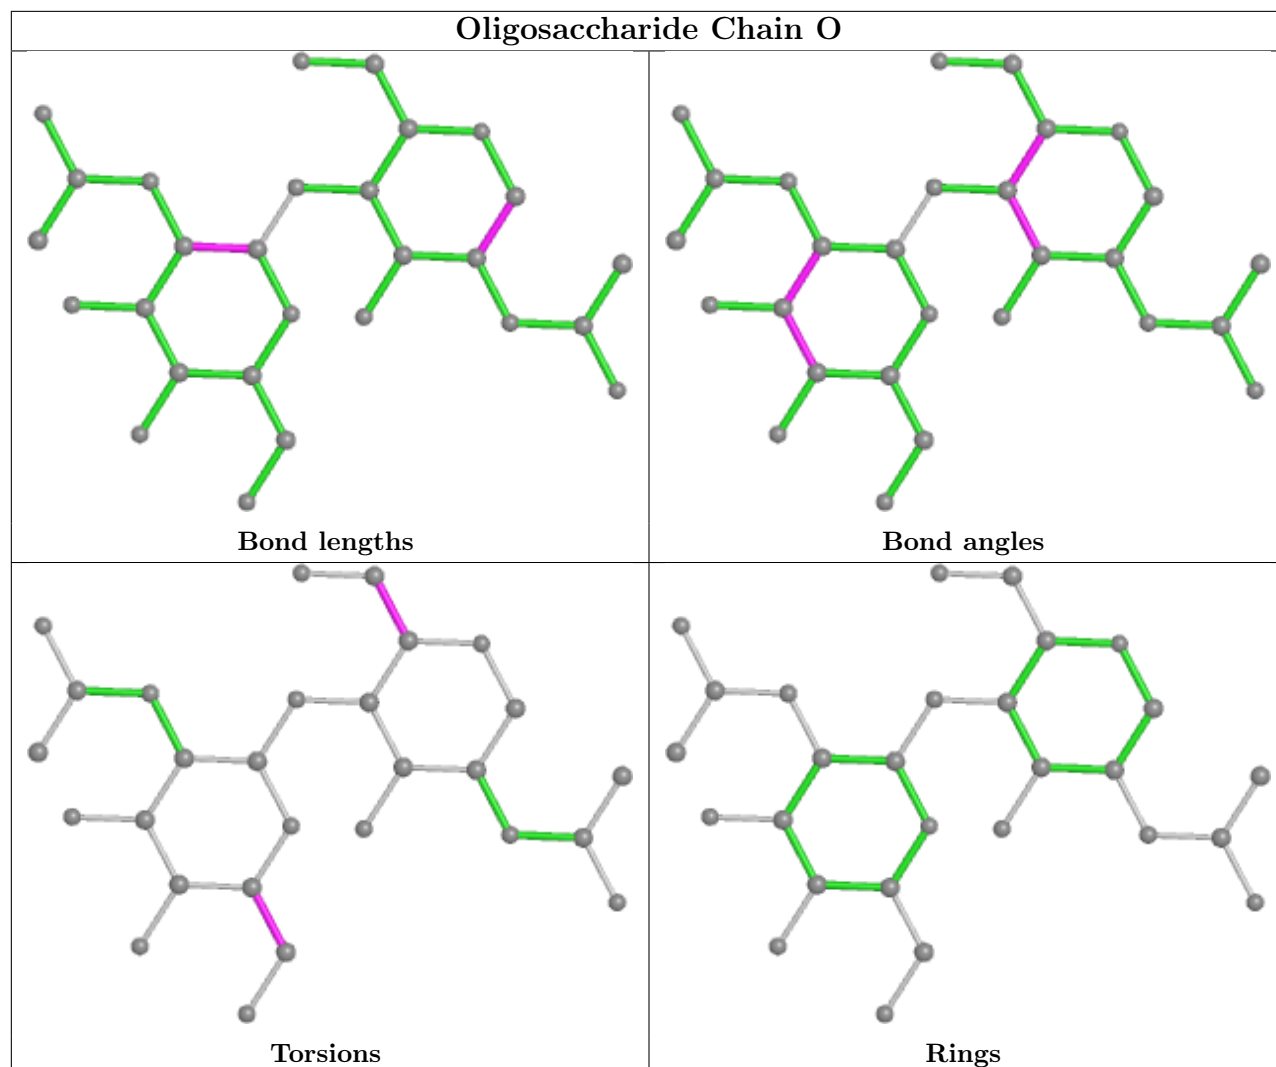 Oligosaccharide Chain O
Bond lengths
Bond angles
Torsions
Rings